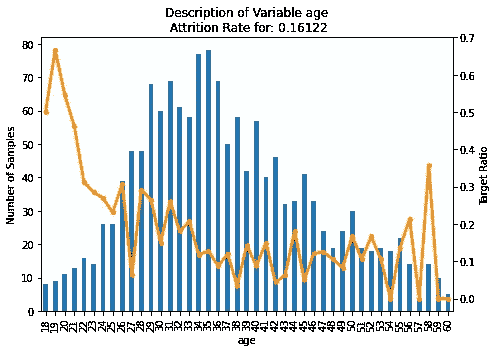 Description of Variable age
Attrition Rate for: 0.16122
Number of Samples
80
70
60
50
40
30
20
10
0
0.7
0.6
0.5
0.4
0.3
0.2
0.1
0.0
Target Ratio
18 19 20 21 22 23 24 25 26 27 28 29 30 31 32 33 34 35 36 37 38 39 40 41 42 43 44 45 46 47 48 49 50 51 52 53 54 55 56 57 58 59 60
age